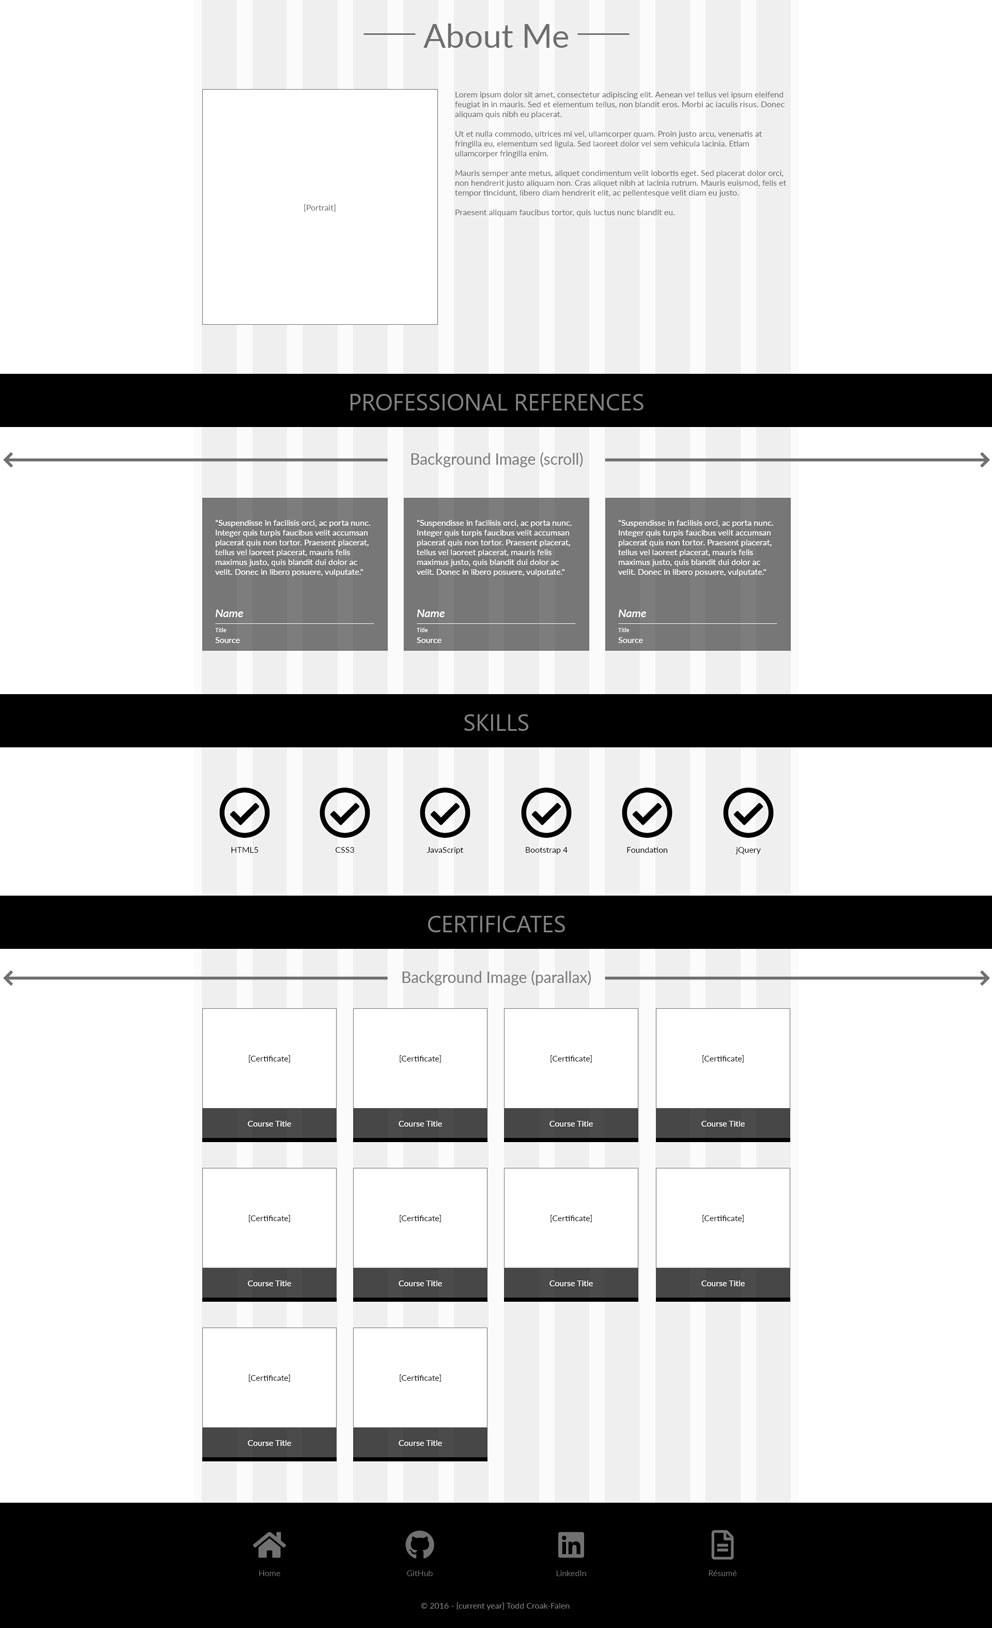 About Me
Lorem ipsum dolor sit amet, consectetur adipiscing elit. Aenean vel tellus vel ipsum eleifend
feugiat in in mauris. Sed et elementum tellus, non blandit eros. Morbi ac iaculis risus. Donec
aliquam quis nibh eu placerat.
Ut et nulla commodo, ultrices mi vel, ullamcorper quam. Proin justo arcu, venenatis at
fringilla eu, elementum sed ligula. Sed laoreet dolor vel sem vehicula lacinia. Etiam
ullamcorper fringilla enim.
Mauris semper ante metus, aliquet condimentum velit lobortis eget. Sed placerat dolor orci,
non hendrerit justo aliquam non. Cras aliquet nibh at lacinia rutrum. Mauris euismod, felis et
tempor tincidunt, libero diam hendrerit elit, ac pellentesque velit diam eu justo.
Praesent aliquam faucibus tortor, quis luctus nunc blandit eu.
[Portrait]
PROFESSIONAL REFERENCES
Background Image (scroll)
"Suspendisse in facilisis orci, ac porta nunc.
Integer quis turpis faucibus velit accumsan
placerat quis non tortor. Praesent placerat,
tellus vel laoreet placerat, mauris felis
maximus justo, quis blandit dui dolor ac
velit. Donec in libero posuere, vulputate."
Name
Title
Source
"Suspendisse in facilisis orci, ac porta nunc.
Integer quis turpis faucibus velit accumsan
placerat quis non tortor. Praesent placerat,
tellus vel laoreet placerat, mauris felis
maximus justo, quis blandit dui dolor ac
velit. Donec in libero posuere, vulputate."
Name
Title
Source
"Suspendisse in facilisis orci, ac porta nunc.
Integer quis turpis faucibus velit accumsan
placerat quis non tortor. Praesent placerat,
tellus vel laoreet placerat, mauris felis
maximus justo, quis blandit dui dolor ac
velit. Donec in libero posuere, vulputate."
Name
Title
Source
SKILLS
HTML5
CSS3
JavaScript
Bootstrap 4
Foundation
jQuery
CERTIFICATES
Background Image (parallax)
[Certificate]
[Certificate]
[Certificate]
[Certificate]
Course Title
Course Title
Course Title
Course Title
[Certificate]
[Certificate]
[Certificate]
[Certificate]
Course Title
Course Title
Course Title
Course Title
[Certificate]
[Certificate]
Course Title
Course Title
in
Home
GitHub
LinkedIn
Résumé
© 2016 - [current year] Todd Croak-Falen